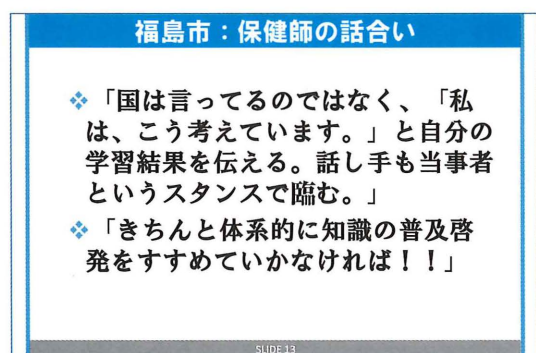 福島市：保健師の話合い
❖「国は言ってるのではなく、「私
は、こう考えています。」と自分の
学習結果を伝える。話し手も当事者
というスタンスで臨む。」
❖「きちんと体系的に知識の普及啓
発をすすめていかなければ！！」
SLIDE 13